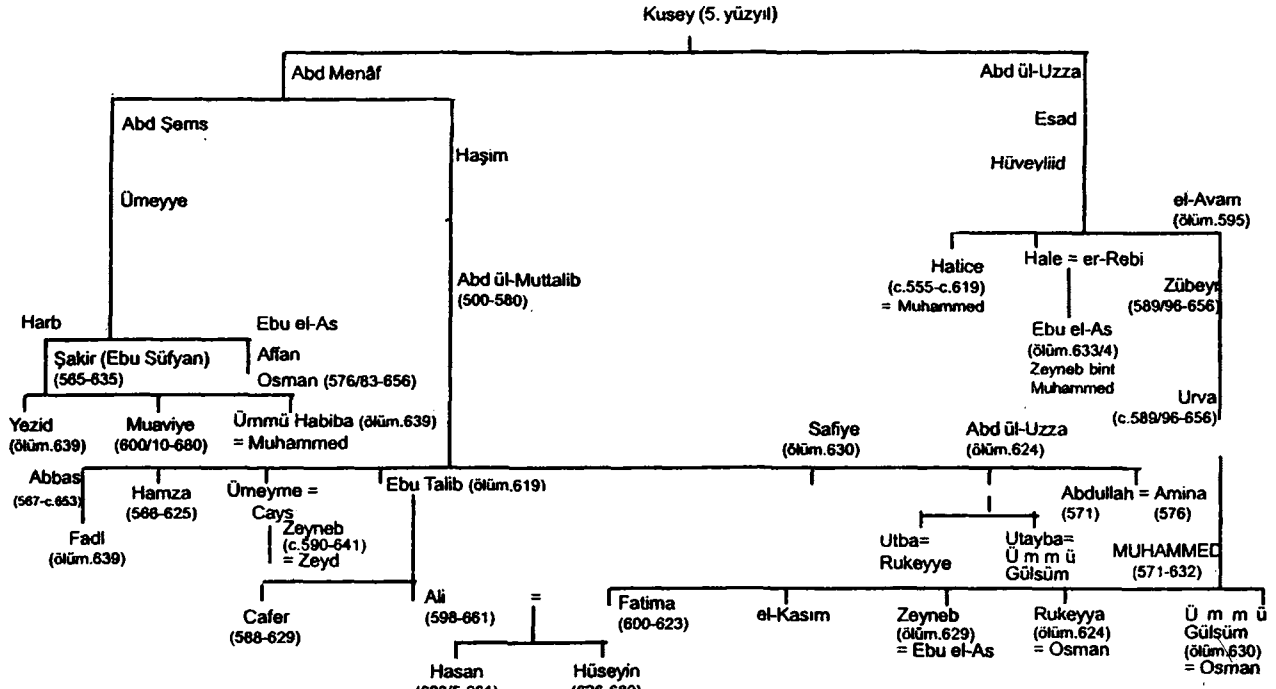 Kusey (5. yüzyıl)
Abd Menâf
Abd ül-Uzza
Abd Şems
Esad
Haşim
Hüveyliid
Ümeyye
el-Avam
(ölüm.595)
Hatice
(c.555-c.619)
= Muhammed
Hale = er-Rebi
Abd ül-Muttalib
(500-580)
Zübeyr
(589/96-656)
Harb
Ebu el-As
Ebu el-As
(ölüm.633/4)
Zeyneb bint
Muhammed
Şakir (Ebu Süfyan)
(565-635)
Affan
Osman (576/83-656)
Urva
(c.589/96-656)
Yezid
(ölüm.639)
Muaviye
(600/10-680)
Ümmü Habiba (ölüm.639)
= Muhammed
Safiye
(ölüm.630)
Abd ül-Uzza
(ölüm.624)
Abbas
(567-c.653)
Hamza
(566-625)
Ümeyme =
Cays
Ebu Talib (ölüm.619)
Abdullah = Amina
(571) (576)
Fadl
(ölüm.639)
Zeyneb
(c.590-641)
= Zeyd
Utba=
Rukeyye
Utayba=
Ü m m ü
Gülsüm
MUHAMMED
(571-632)
Cafer
(588-629)
Ali
(598-661)
=
Fatima
(600-623)
el-Kasım
Zeyneb
(ölüm.629)
= Ebu el-As
Rukeyya
(ölüm.624)
= Osman
Ü m m ü
Gülsüm
(ölüm.630)
= Osman
Hasan
Hüseyin